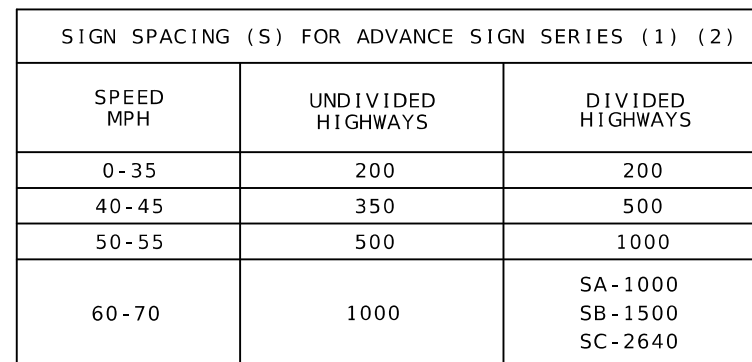 SIGN SPACING (S) FOR ADVANCE SIGN SERIES (1) (2)
SPEED MPH UNDIVIDED HIGHWAYS DIVIDED HIGHWAYS
0-35 200 200
40-45 350 500
50-55 500 1000
60-70 1000 SA-1000
SB-1500
SC-2640